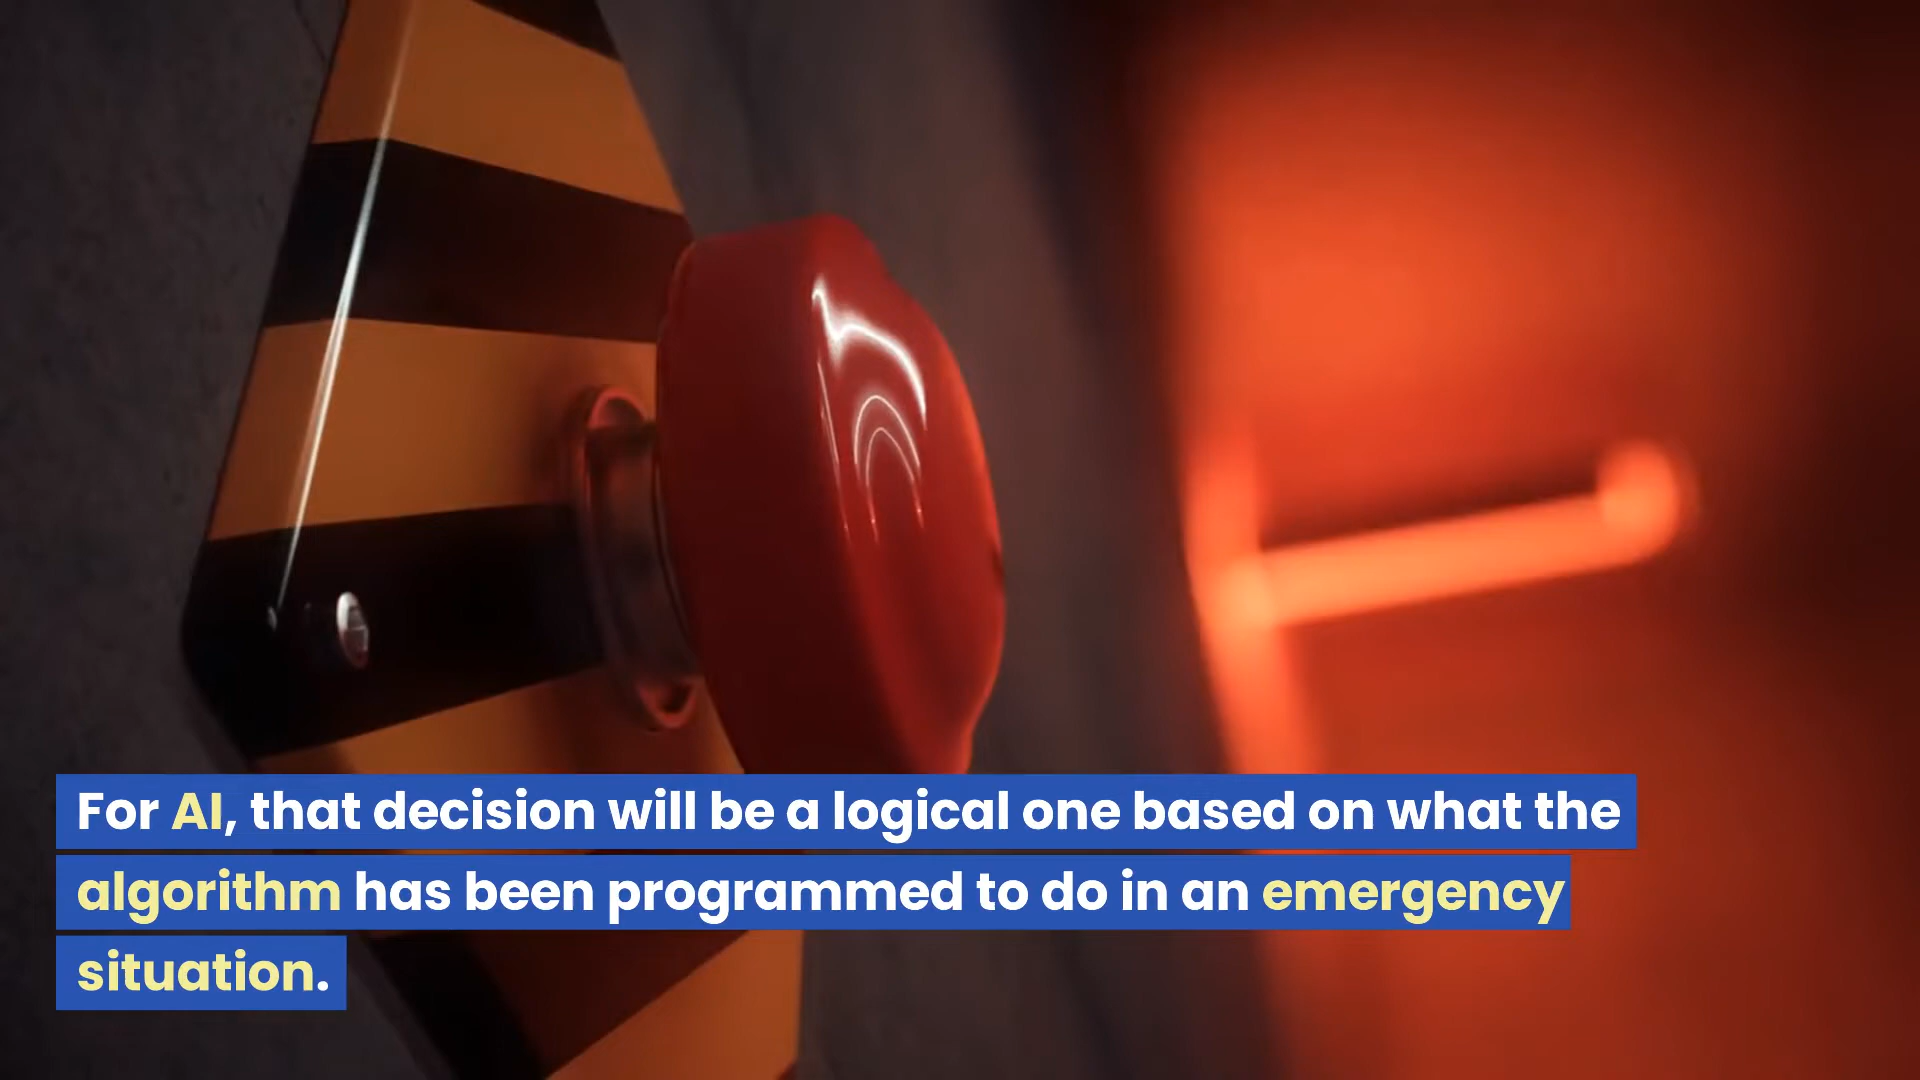 For AI, that decision will be a logical one based on what the
algorithm has been programmed to do in an emergency
situation.